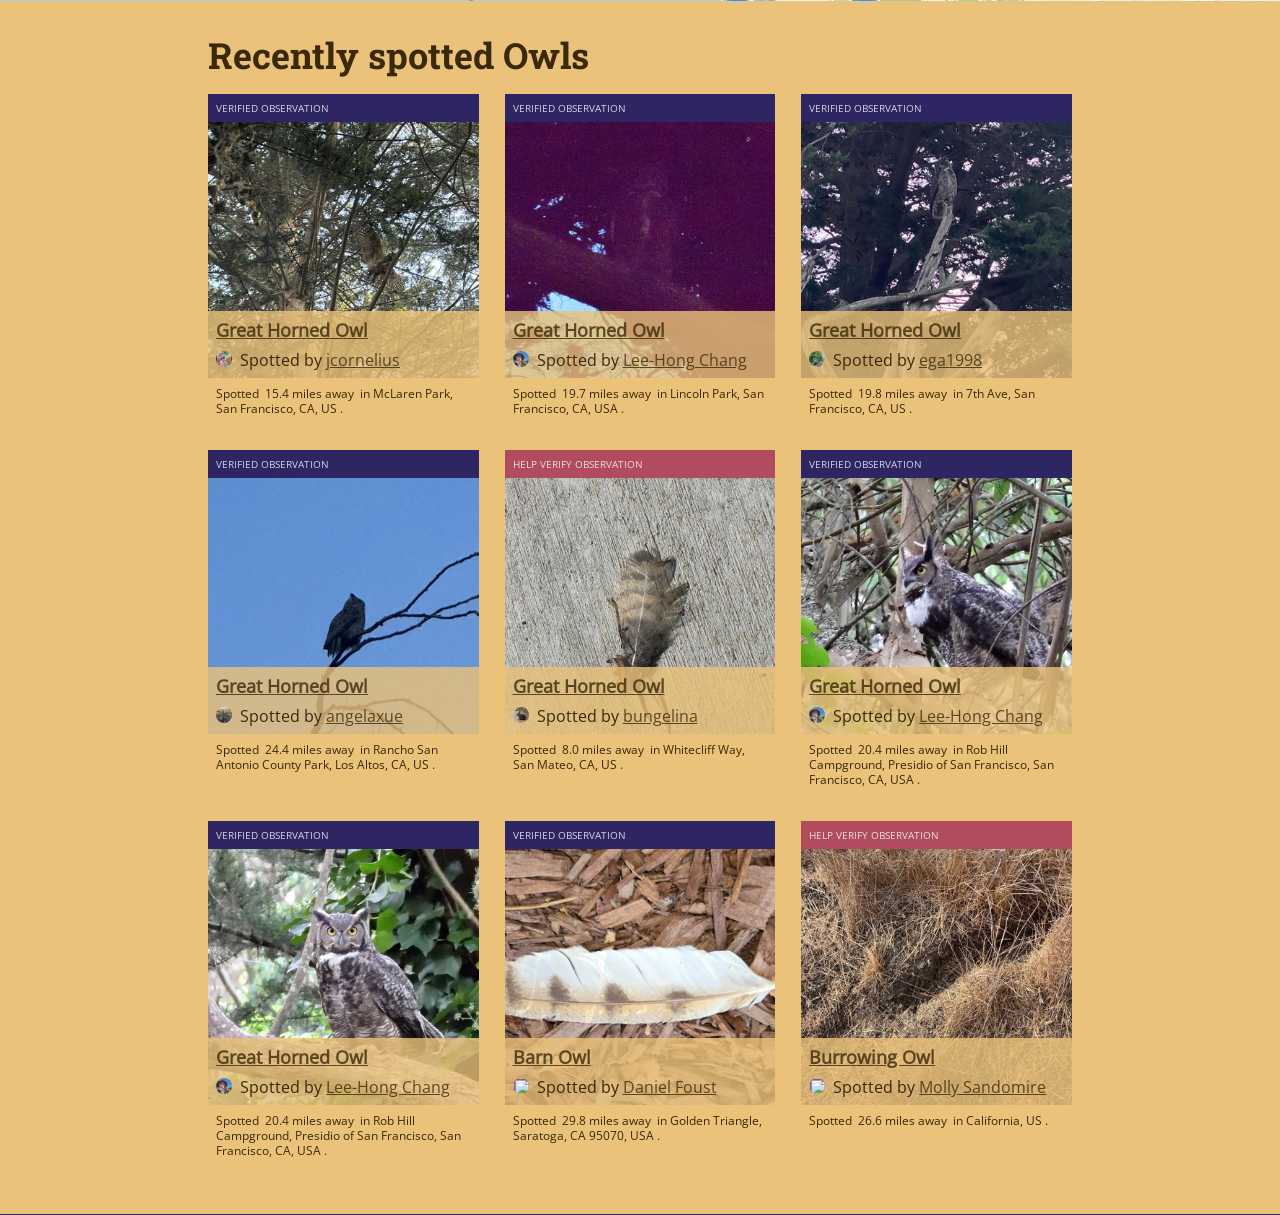 Recently spotted Owls
VERIFIED OBSERVATION
Great Horned Owl
Spotted by jcornelius
Spotted 15.4 miles away in McLaren Park,
San Francisco, CA, US .
VERIFIED OBSERVATION
Great Horned Owl
Spotted by Lee-Hong Chang
Spotted 19.7 miles away in Lincoln Park, San
Francisco, CA, USA .
VERIFIED OBSERVATION
Great Horned Owl
Spotted by ega1998
Spotted 19.8 miles away in 7th Ave, San
Francisco, CA, US .
VERIFIED OBSERVATION
Great Horned Owl
Spotted by angelaxue
Spotted 24.4 miles away in Rancho San
Antonio County Park, Los Altos, CA, US .
HELP VERIFY OBSERVATION
Great Horned Owl
Spotted by bungelina
Spotted 8.0 miles away in Whitecliff Way,
San Mateo, CA, US .
VERIFIED OBSERVATION
Great Horned Owl
Spotted by Lee-Hong Chang
Spotted 20.4 miles away in Rob Hill
Campground, Presidio of San Francisco, San
Francisco, CA, USA .
VERIFIED OBSERVATION
Great Horned Owl
Spotted by Lee-Hong Chang
Spotted 20.4 miles away in Rob Hill
Campground, Presidio of San Francisco, San
Francisco, CA, USA .
VERIFIED OBSERVATION
Barn Owl
Spotted by Daniel Foust
Spotted 29.8 miles away in Golden Triangle,
Saratoga, CA 95070, USA .
HELP VERIFY OBSERVATION
Burrowing Owl
Spotted by Molly Sandomire
Spotted 26.6 miles away in California, US .